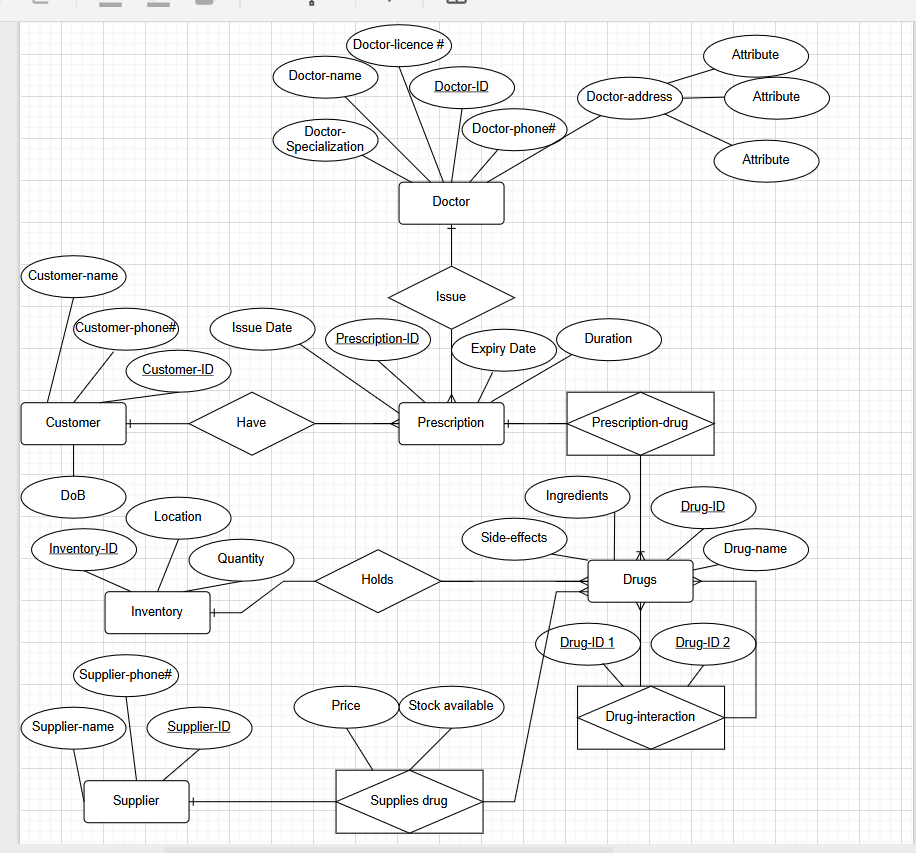 Doctor-licence #
Attribute
Doctor-name
Doctor-ID
Doctor-address
Attribute
Doctor-
Specialization
Doctor-phone#
Attribute
Doctor
Customer-name
Issue
Customer-phone#
Issue Date
Prescription-ID
Expiry Date
Duration
Customer-ID
Customer
Have
Prescription
Prescription-drug
DoB
Location
Ingredients
Drug-ID
Inventory-ID
Quantity
Side-effects
Drug-name
Holds
Drugs
Inventory
Drug-ID 1
Drug-ID 2
Supplier-phone#
Supplier-name
Supplier-ID
Price
Stock available
Drug-interaction
Supplier
Supplies drug